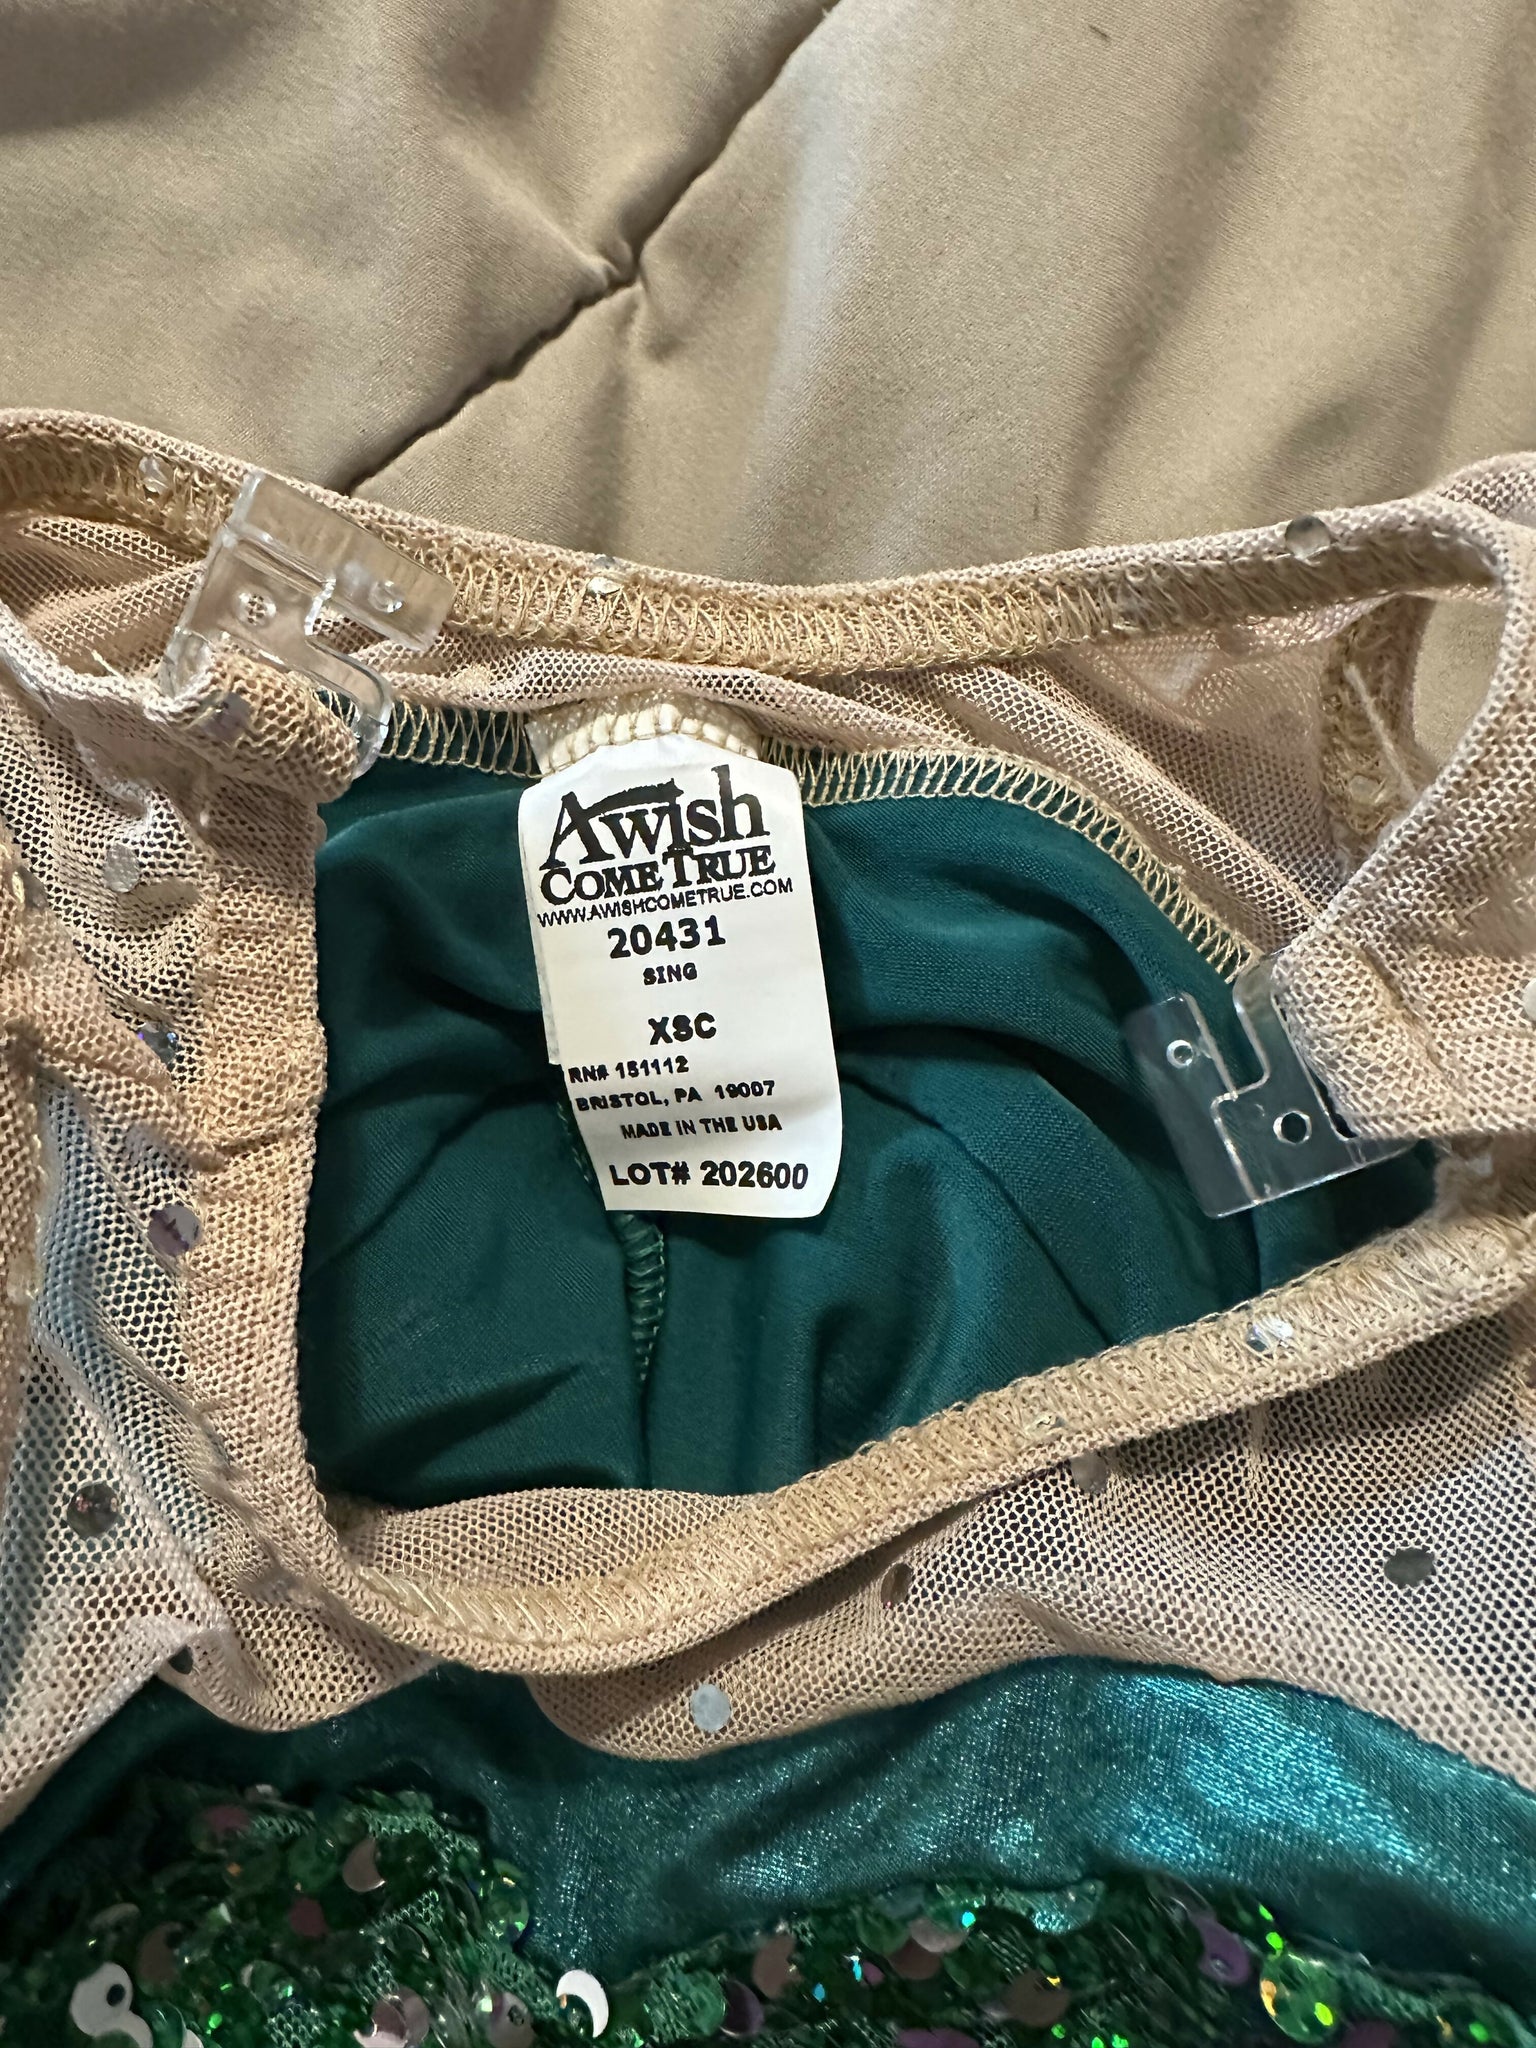 Awish
COME TRUE
WWW.AWISHCOMETRUE.COM
20431
SING
XSC
RN# 151112
BRISTOL, PA 19007
MADE IN THE USA
LOT# 202600